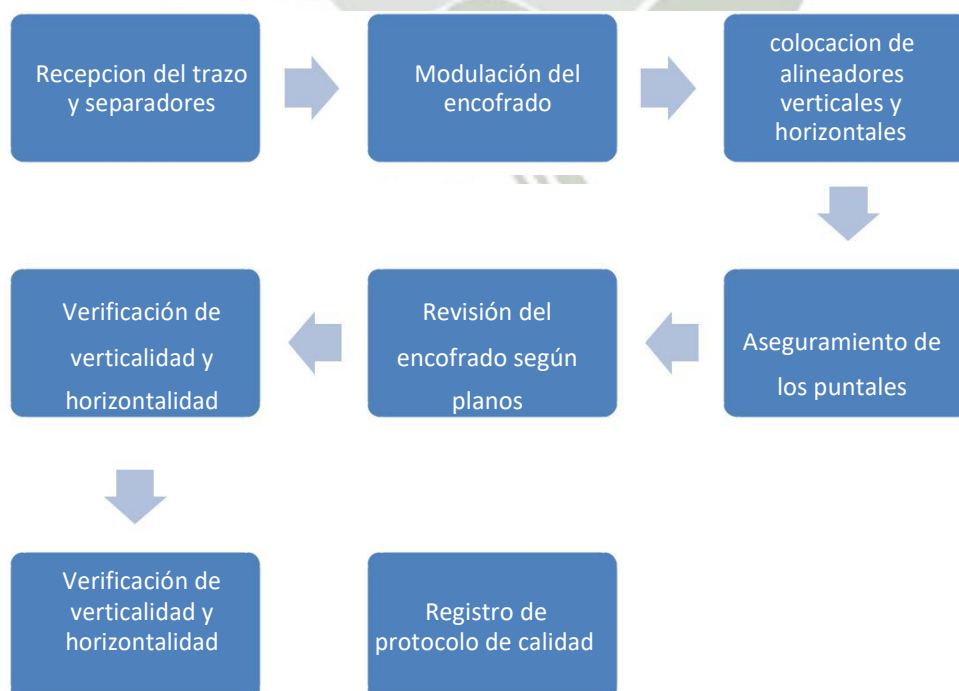 Recepcion del trazo
y separadores
Modulación del
encofrado
colocacion de
alineadores
verticales y
horizontales
Aseguramiento de
los puntales
Revisión del
encofrado según
planos
Verificación de
verticalidad y
horizontalidad
Verificación de
verticalidad y
horizontalidad
Registro de
protocolo de calidad